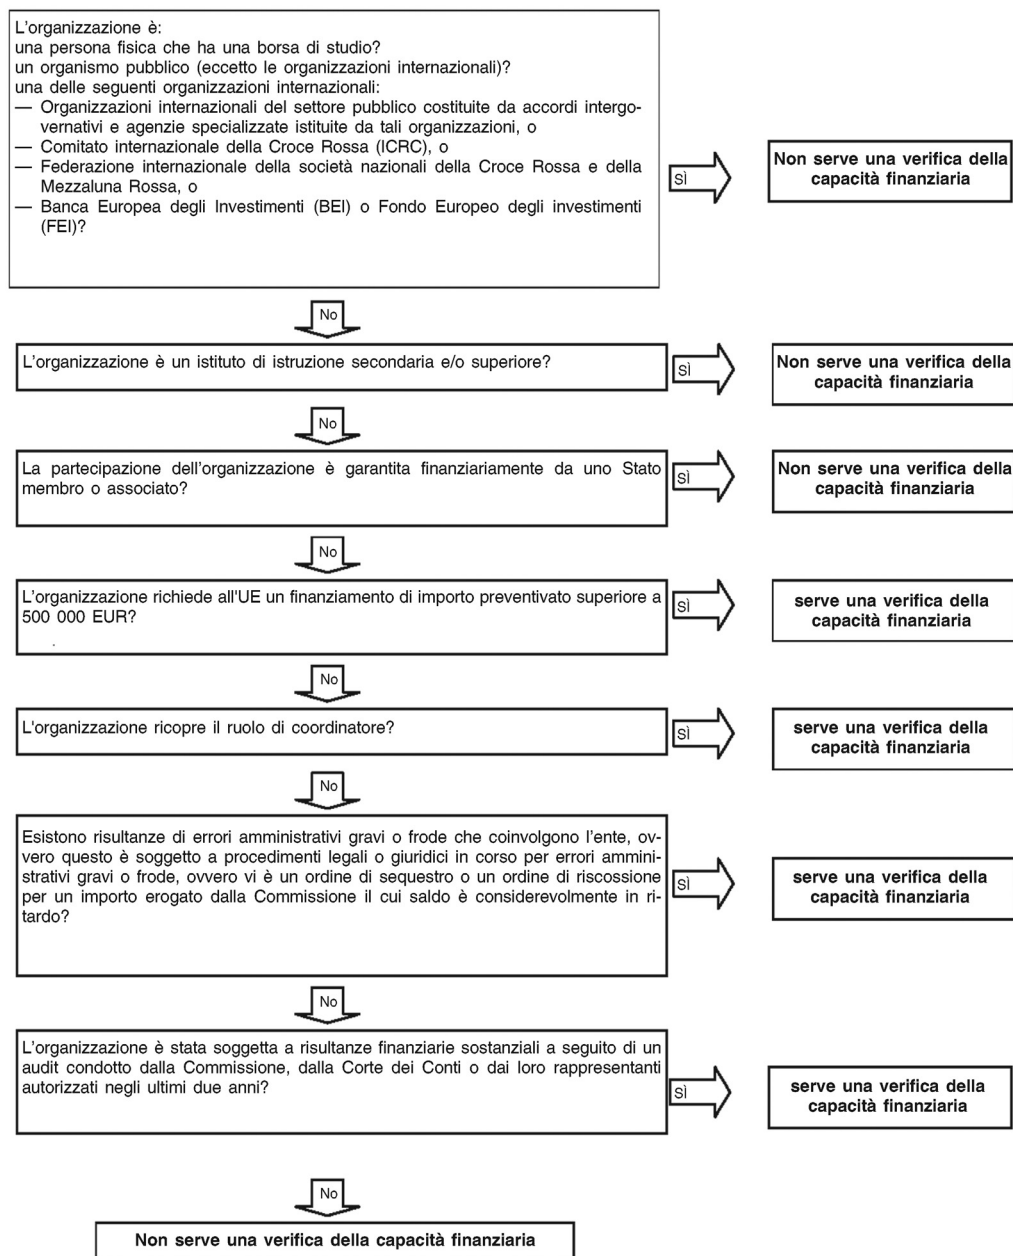 L'organizzazione è:
una persona fisica che ha una borsa di studio?
un organismo pubblico (eccetto le organizzazioni internazionali)?
una delle seguenti organizzazioni internazionali:
— Organizzazioni internazionali del settore pubblico costituite da accordi intergo-
vernativi e agenzie specializzate istituite da tali organizzazioni, o
— Comitato internazionale della Croce Rossa (ICRC), o
— Federazione internazionale della società nazionali della Croce Rossa e della
Mezzaluna Rossa, o
— Banca Europea degli Investimenti (BEI) o Fondo Europeo degli investimenti
(FEI)?
SÌ
Non serve una verifica della
capacità finanziaria
No
L'organizzazione è un istituto di istruzione secondaria e/o superiore?
SÌ
Non serve una verifica della
capacità finanziaria
No
La partecipazione dell'organizzazione è garantita finanziariamente da uno Stato
membro o associato?
SÌ
Non serve una verifica della
capacità finanziaria
No
L'organizzazione richiede all'UE un finanziamento di importo preventivato superiore a
500 000 EUR?
SÌ
serve una verifica della
capacità finanziaria
No
L'organizzazione ricopre il ruolo di coordinatore?
SÌ
serve una verifica della
capacità finanziaria
No
Esistono risultanze di errori amministrativi gravi o frode che coinvolgono l'ente, ov-
vero questo è soggetto a procedimenti legali o giuridici in corso per errori ammini-
strativi gravi o frode, ovvero vi è un ordine di sequestro o un ordine di riscossione
per un importo erogato dalla Commissione il cui saldo è considerevolmente in ri-
tardo?
SÌ
serve una verifica della
capacità finanziaria
No
L'organizzazione è stata soggetta a risultanze finanziarie sostanziali a seguito di un
audit condotto dalla Commissione, dalla Corte dei Conti o dai loro rappresentanti
autorizzati negli ultimi due anni?
SÌ
serve una verifica della
capacità finanziaria
No
Non serve una verifica della capacità finanziaria